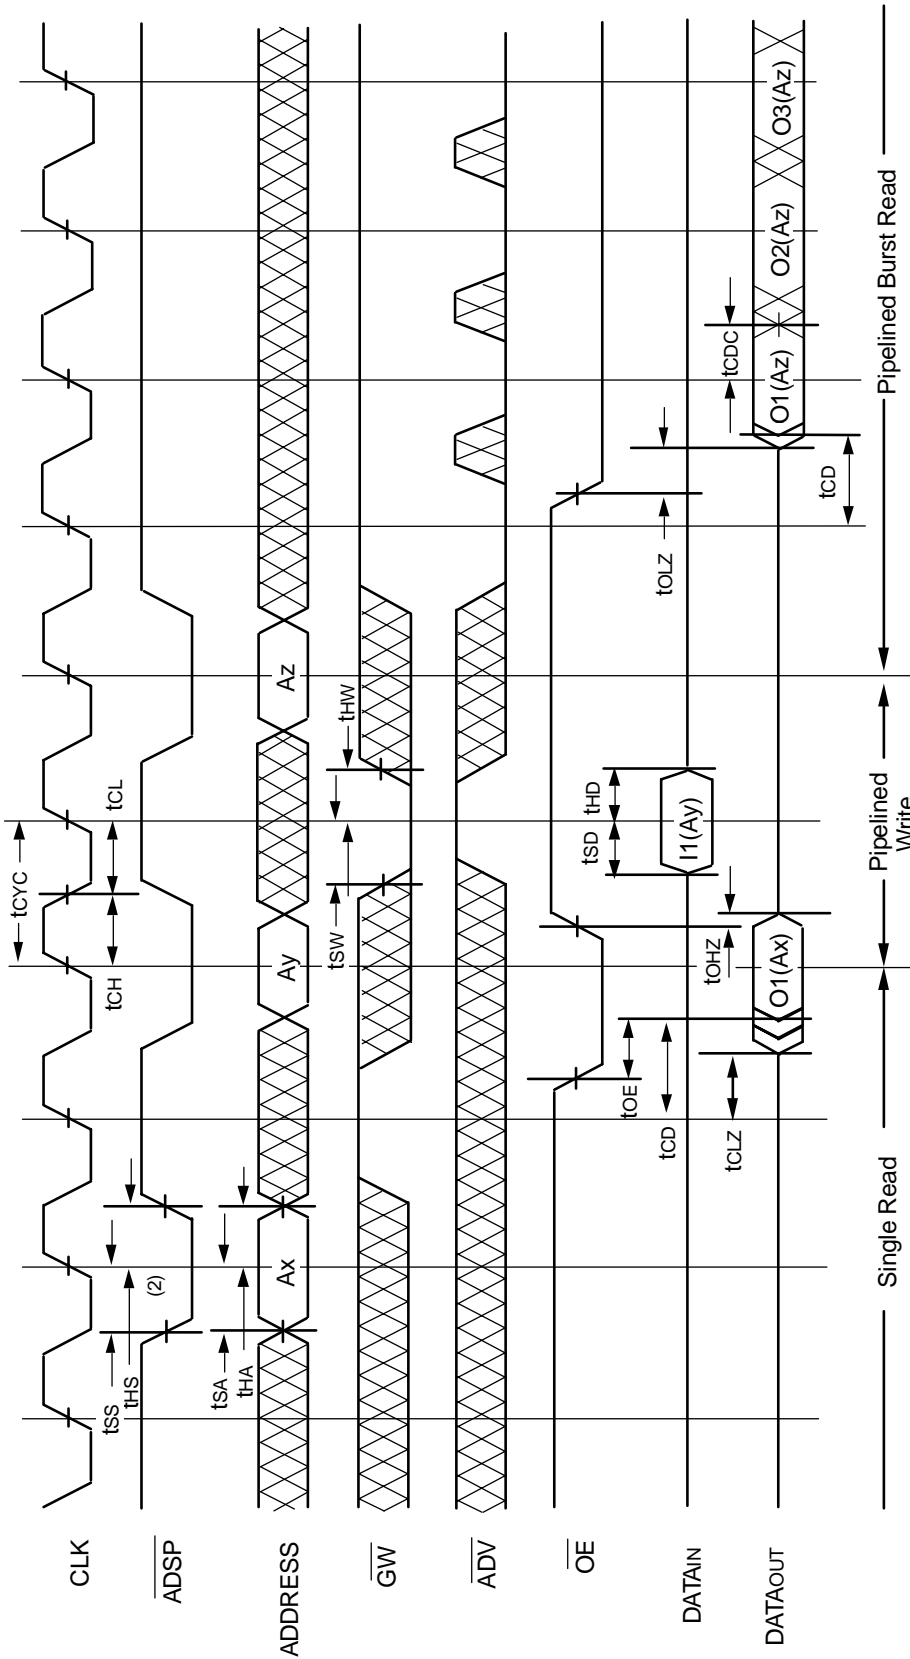 CLK
tCYC
tCH
tCL
ADSP
tSS
tHS
(2)
ADDRESS
tSA
tHA
Ax
Ay
Az
GW
tSW
tHW
ADV
OE
tOE
tOHZ
tOLZ
DATAIN
tCD
tSD
tHD
I1(Ay)
DATAOUT
tCLZ
O1(Ax)
tCD
tCDC
O1(Az)
O2(Az)
O3(Az)
Single Read
Pipelined
Write
Pipelined Burst Read